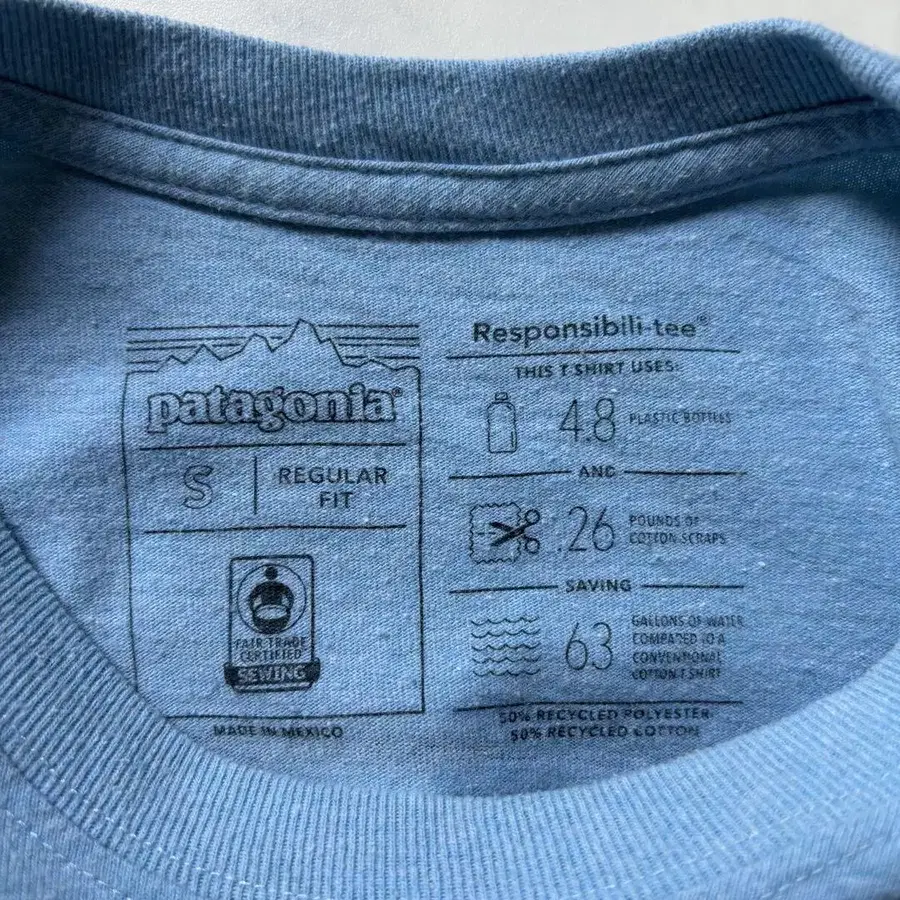 patagonia®
S
REGULAR
FIT
FAIR TRADE
CERTIFIED
SEWING
MADE IN MEXICO
Responsibili-tee®
THIS T-SHIRT USES:
4.8 PLASTIC BOTTLES
AND
.26 POUNDS OF
COTTON SCRAPS
SAVING
63 GALLONS OF WATER
COMPARED TO A
CONVENTIONAL
COTTON T-SHIRT
50% RECYCLED POLYESTER
50% RECYCLED COTTON